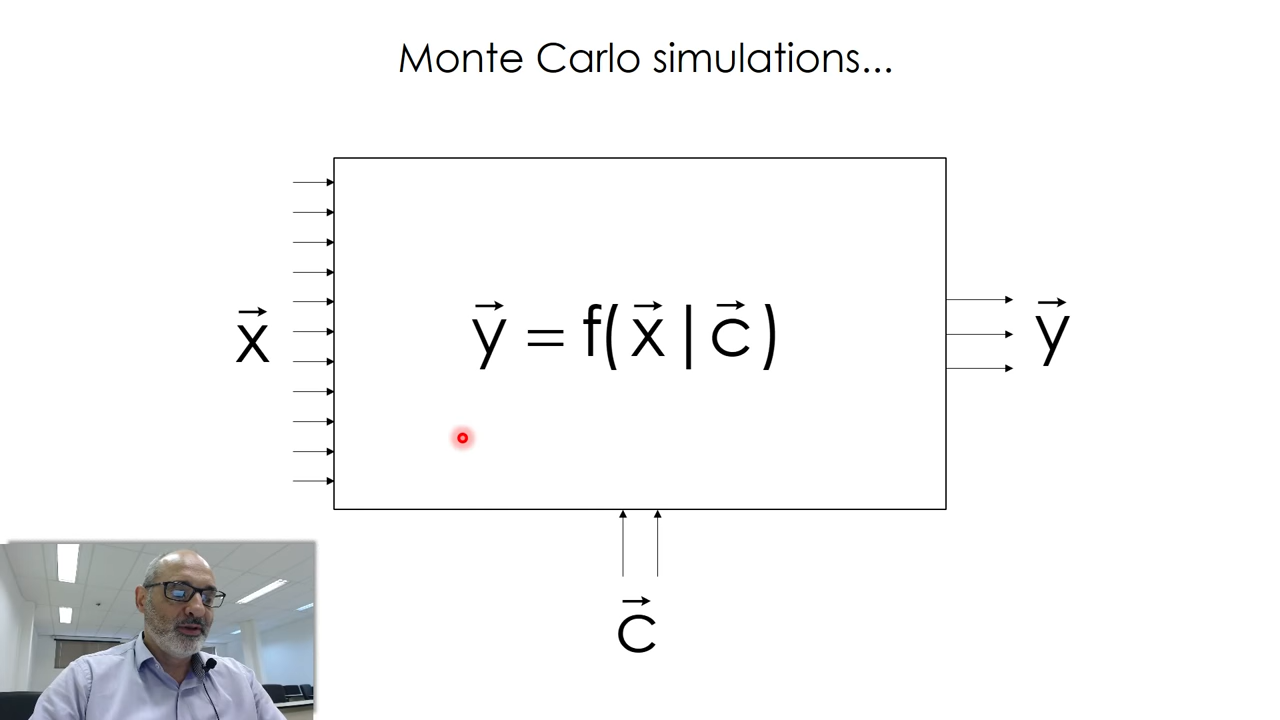 Monte Carlo simulations...
x⃗
y⃗ = f( x⃗ | c⃗ )
y⃗
c⃗